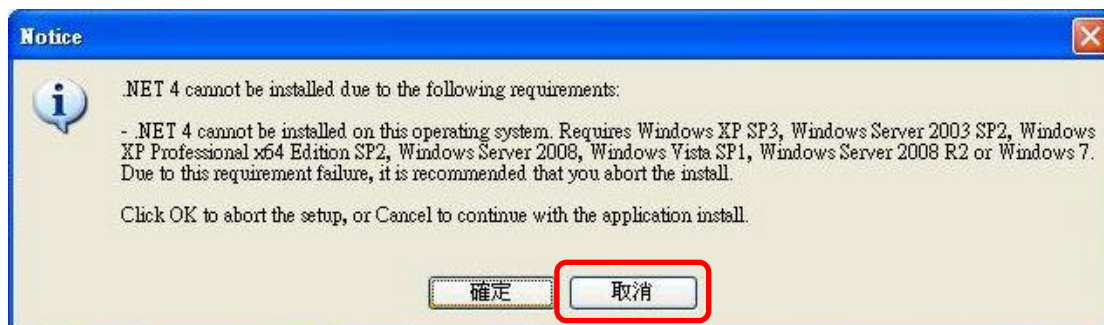 Notice
.NET 4 cannot be installed due to the following requirements:
- .NET 4 cannot be installed on this operating system. Requires Windows XP SP3, Windows Server 2003 SP2, Windows
XP Professional x64 Edition SP2, Windows Server 2008, Windows Vista SP1, Windows Server 2008 R2 or Windows 7.
Due to this requirement failure, it is recommended that you abort the install.
Click OK to abort the setup, or Cancel to continue with the application install.
確定 取消